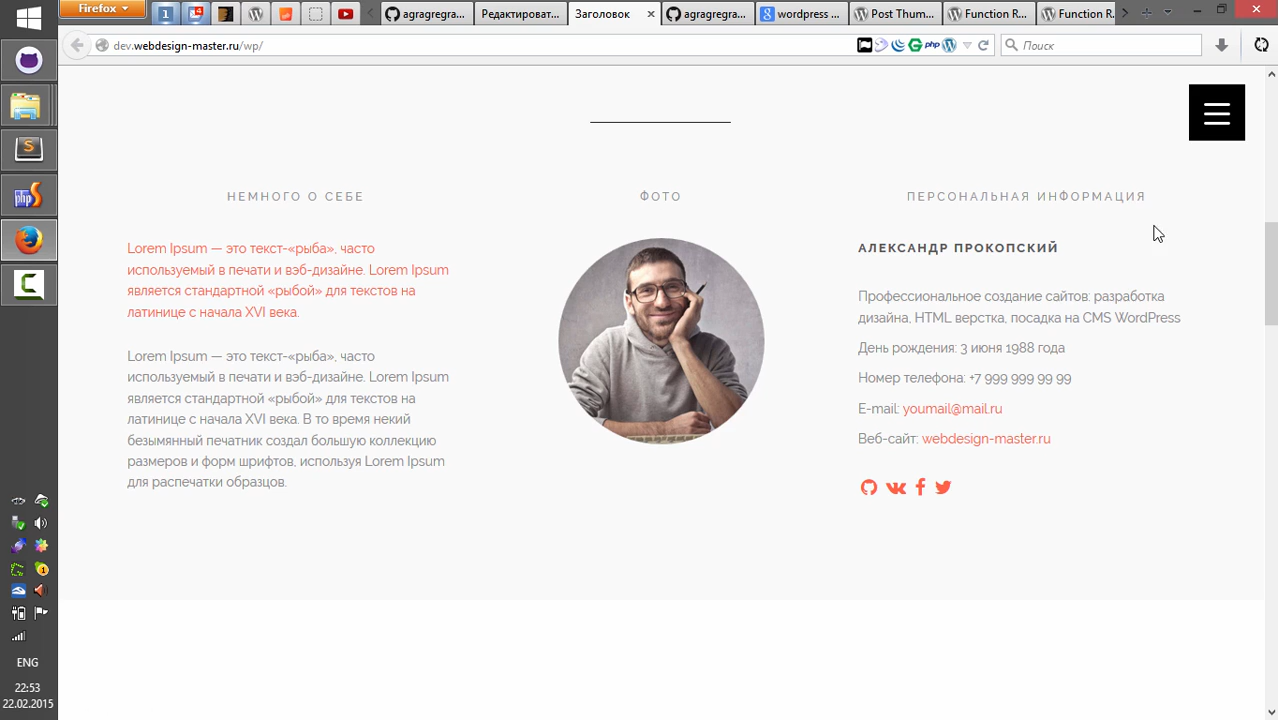 Firefox
agragregra...
Редактироват...
Заголовок
agragregra...
wordpress ...
Post Thum...
Function R...
Function R.
dev.webdesign-master.ru/wp/
php
Поиск
НЕМНОГО О СЕБЕ
Lorem Ipsum — это текст-«рыба», часто
используемый в печати и вэб-дизайне. Lorem Ipsum
является стандартной «рыбой» для текстов на
латинице с начала XVI века.
Lorem Ipsum — это текст-«рыба», часто
используемый в печати и вэб-дизайне. Lorem Ipsum
является стандартной «рыбой» для текстов на
латинице с начала XVI века. В то время некий
безымянный печатник создал большую коллекцию
размеров и форм шрифтов, используя Lorem Ipsum
для распечатки образцов.
ФОТО
ПЕРСОНАЛЬНАЯ ИНФОРМАЦИЯ
АЛЕКСАНДР ПРОКОПСКИЙ
Профессиональное создание сайтов: разработка
дизайна, HTML верстка, посадка на CMS WordPress
День рождения: 3 июня 1988 года
Номер телефона: +7 999 999 99 99
E-mail: youmail@mail.ru
Веб-сайт: webdesign-master.ru
ENG
22:53
22.02.2015